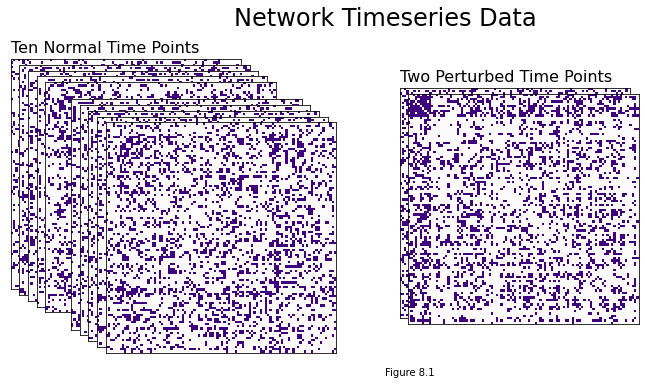 Network Timeseries Data
Ten Normal Time Points
Two Perturbed Time Points
Figure 8.1